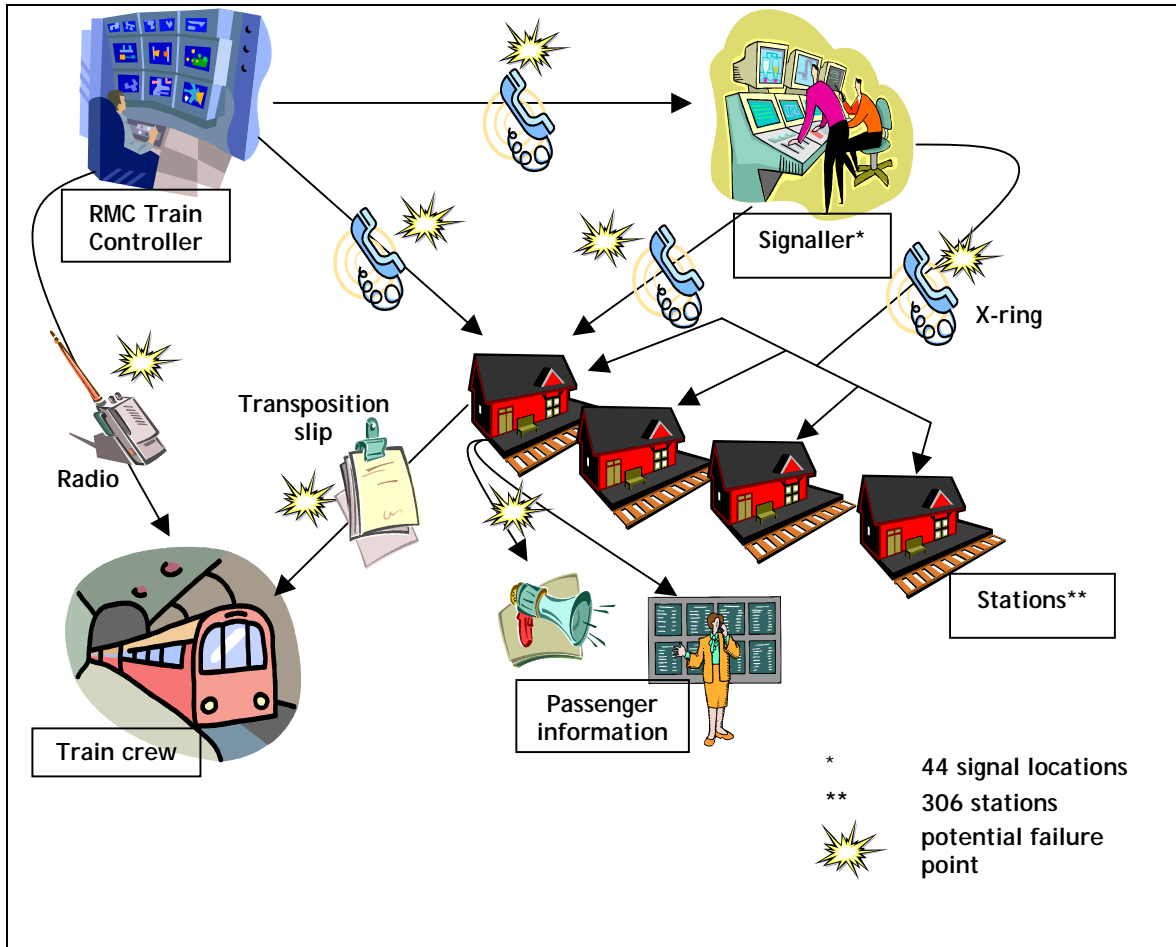 RMC Train
Controller
Signaller*
X-ring
Transposition
slip
Radio
Stations**
Train crew
Passenger
information
* 44 signal locations
** 306 stations
potential failure
point